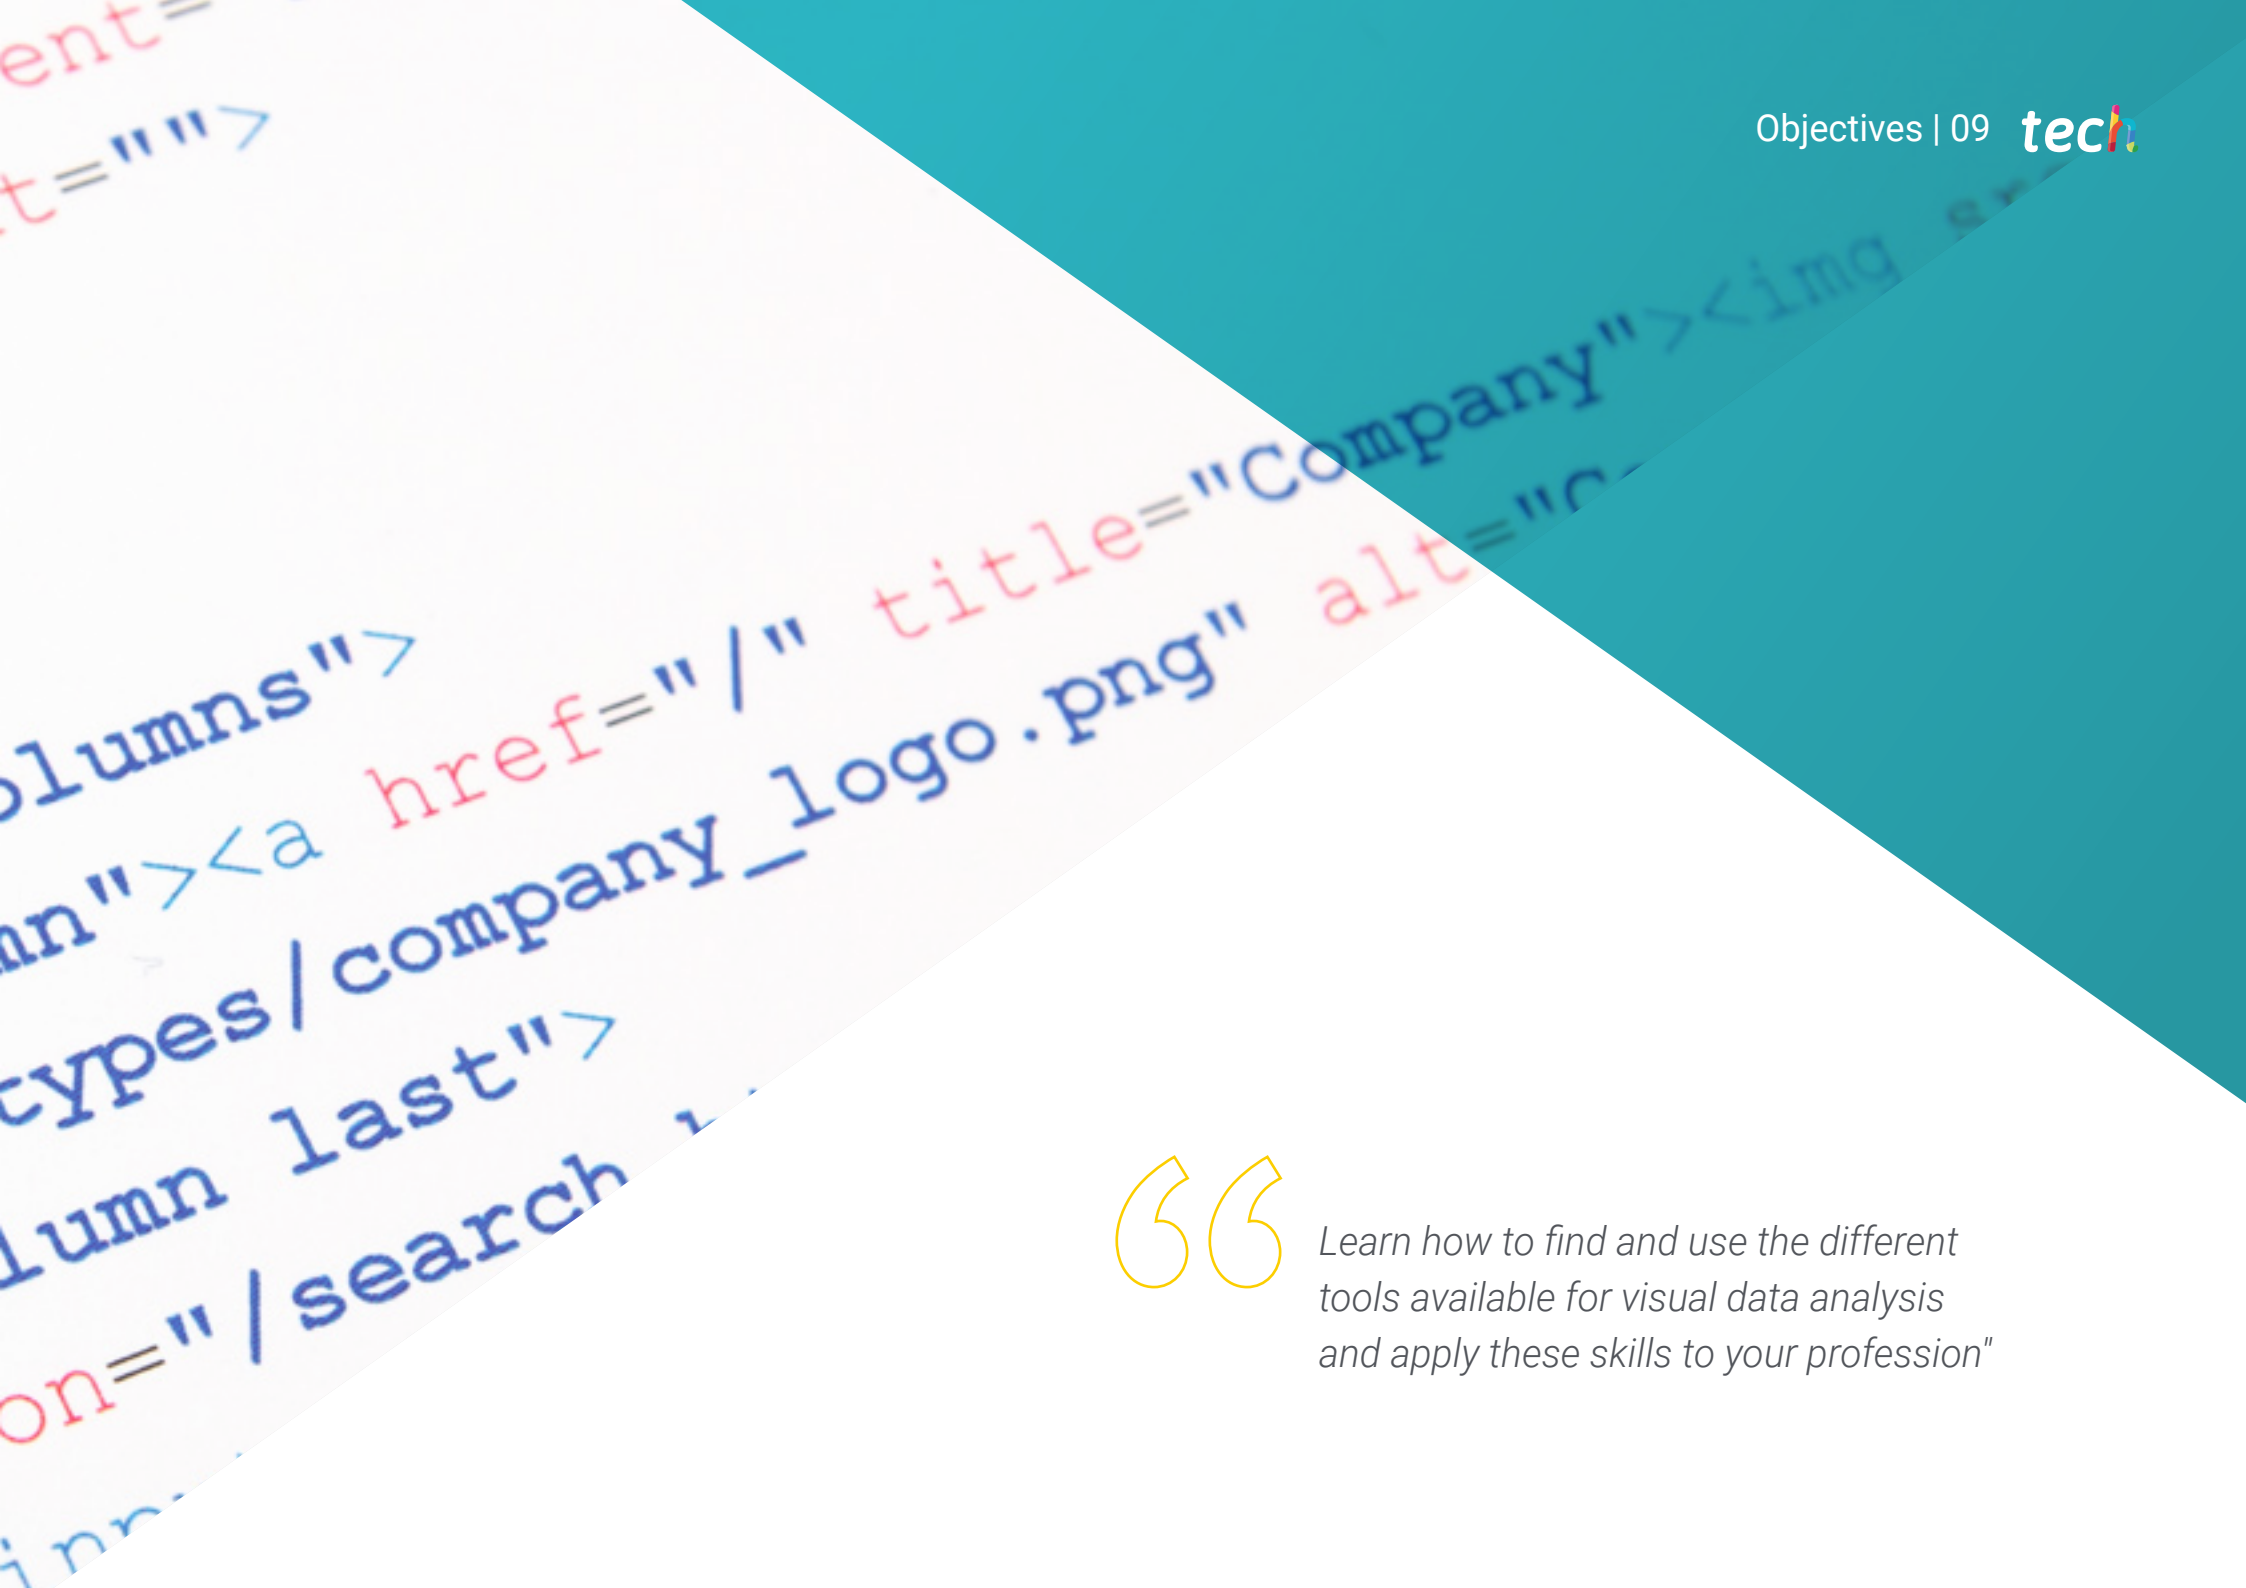 Objectives | 09 tech
ent=
t="">
olumns">
mn"><a href="/" title="Company"><img src
types/company_logo.png" alt="Co
lumn last">
on="/search
Learn how to find and use the different
tools available for visual data analysis
and apply these skills to your profession"